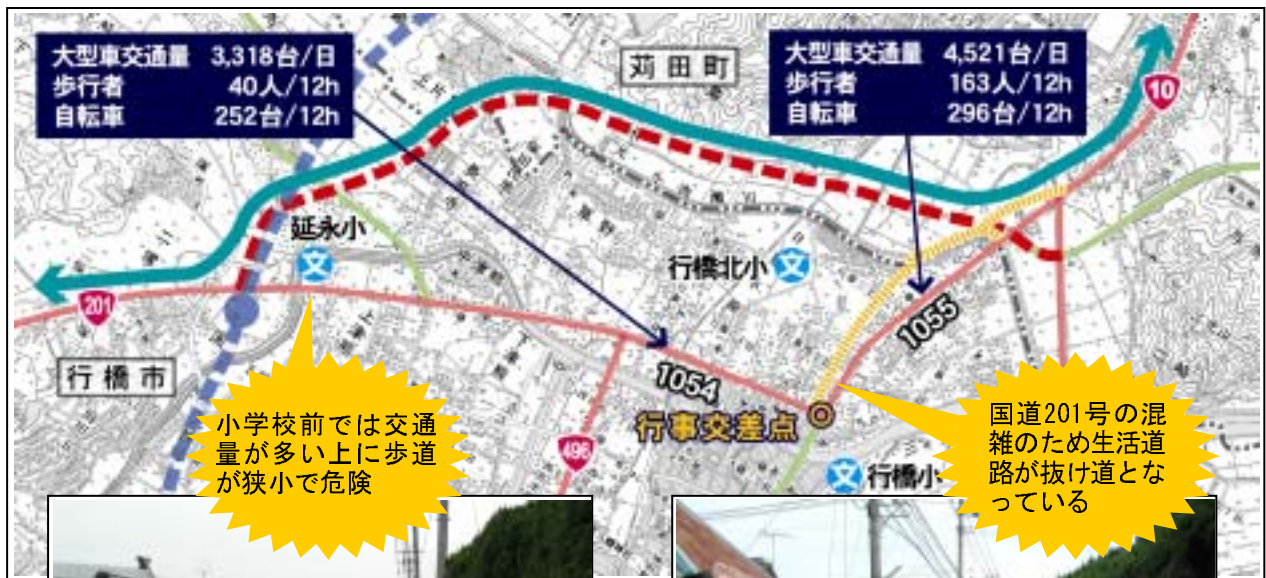 大型車交通量 3,318台/日
歩行者 40人/12h
自転車 252台/12h
苅田町
大型車交通量 4,521台/日
歩行者 163人/12h
自転車 296台/12h
10
延永小
文
行橋北小
文
201
1055
行橋市
1054
行事交差点
496
小学校前では交通
量が多い上に歩道
が狭小で危険
国道201号の混
雑のため生活道
路が抜け道とな
っている
文
行橋小